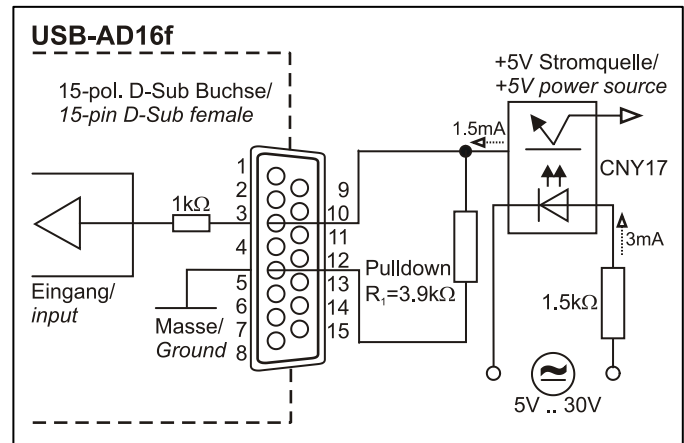 USB-AD16f
15-pol. D-Sub Buchse/
15-pin D-Sub female
+5V Stromquelle/
+5V power source
1.5mA
CNY17
1
2
3
4
5
6
7
8
9
10
11
12
13
14
15
1kΩ
Eingang/
input
Masse/
Ground
Pulldown
R₁=3.9kΩ
3mA
1.5kΩ
5V .. 30V